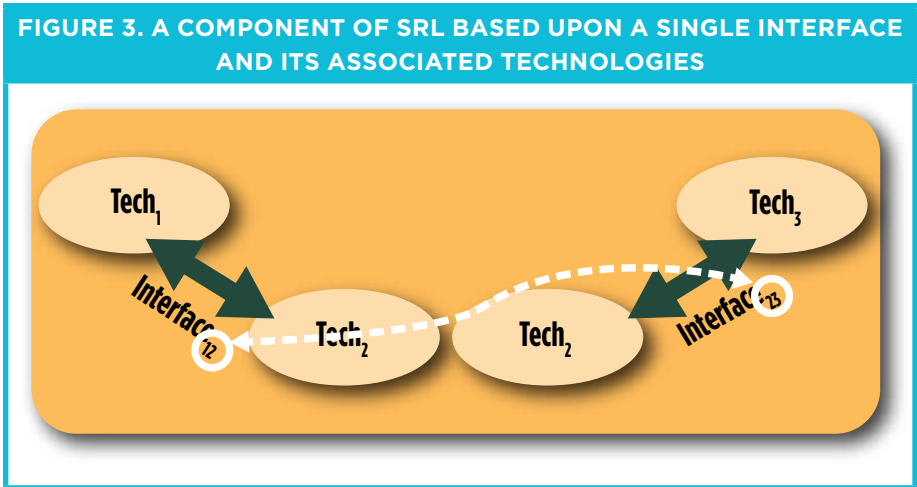 FIGURE 3. A COMPONENT OF SRL BASED UPON A SINGLE INTERFACE
AND ITS ASSOCIATED TECHNOLOGIES
Tech1
Tech3
Interface12
Interface23
Tech2
Tech2